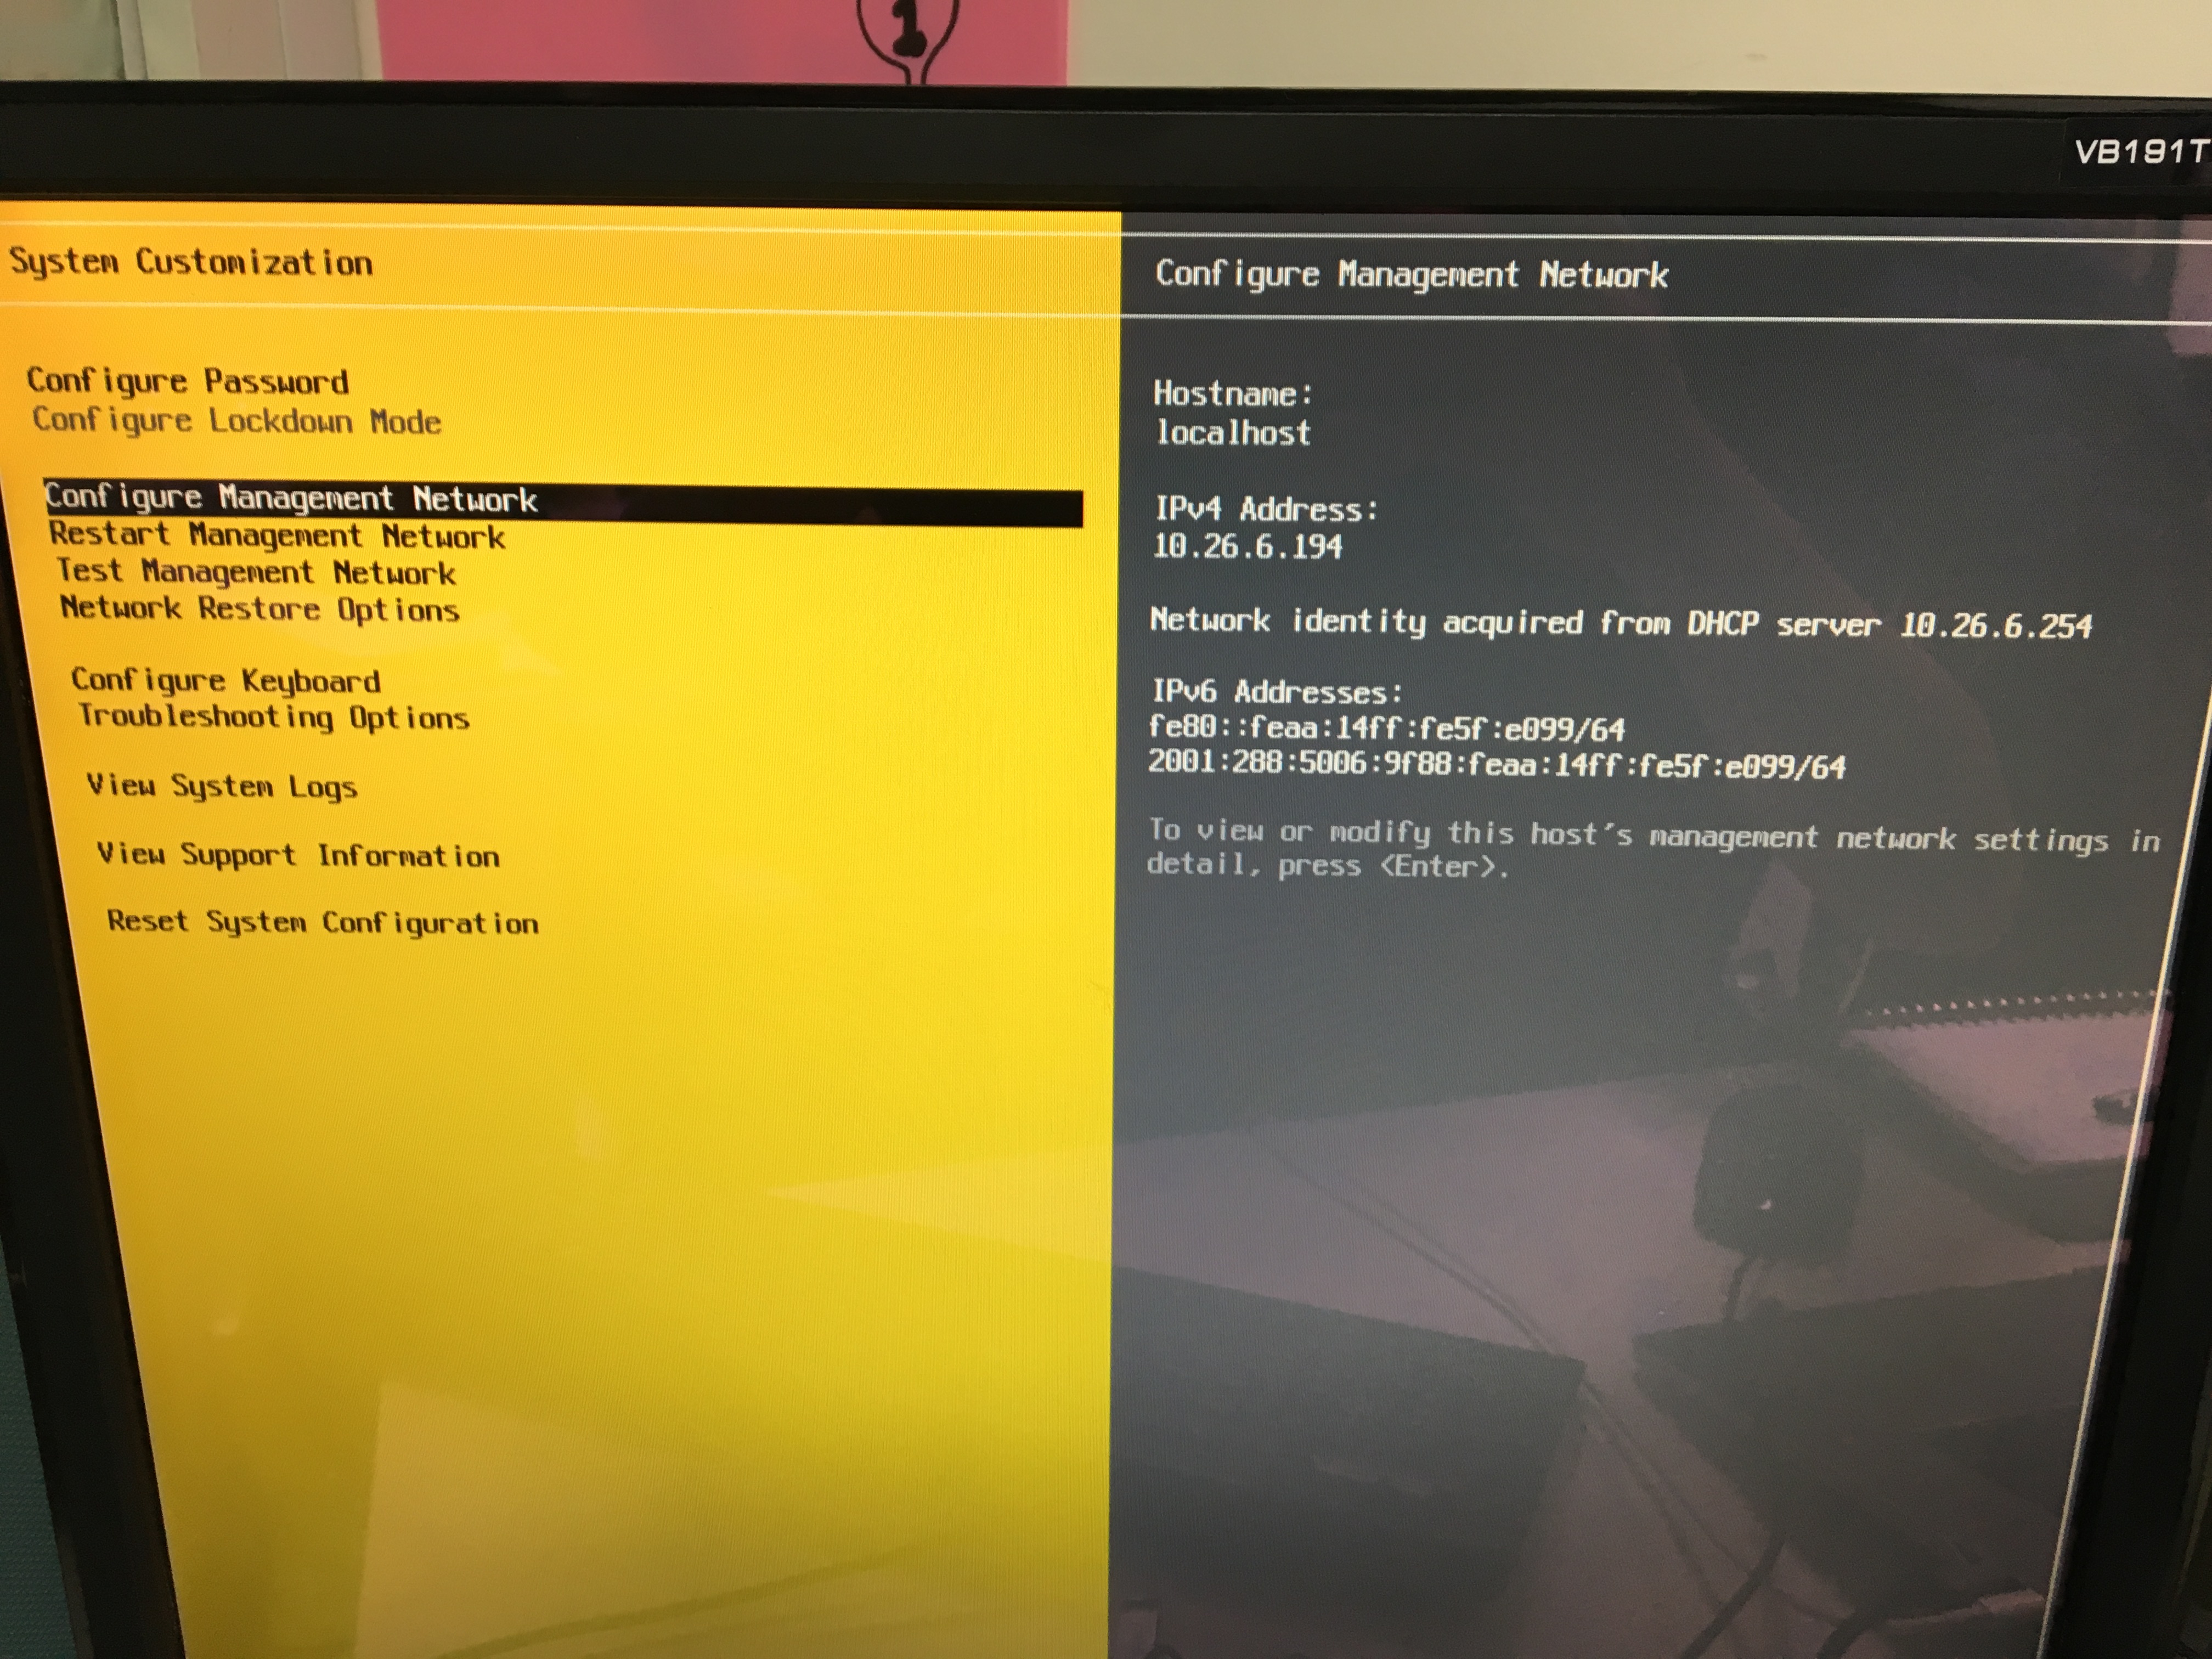 1
VB191T
System Customization
Configure Password
Configure Lockdown Mode
Configure Management Network
Restart Management Network
Test Management Network
Network Restore Options
Configure Keyboard
Troubleshooting Options
View System Logs
View Support Information
Reset System Configuration
Configure Management Network
Hostname:
localhost
IPv4 Address:
10.26.6.194
Network identity acquired from DHCP server 10.26.6.254
IPv6 Addresses:
fe80::feaa:14ff:fe5f:e099/64
2001:288:5006:9f88:feaa:14ff:fe5f:e099/64
To view or modify this host's management network settings in
detail, press <Enter>.